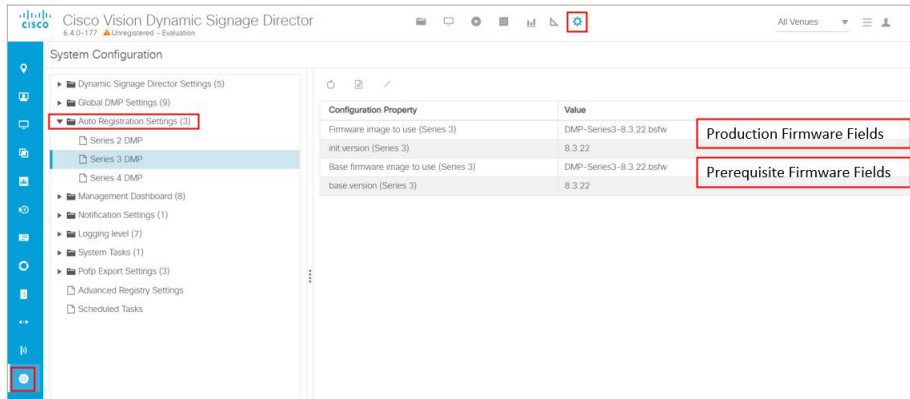 CISCO
Cisco Vision Dynamic Signage Director
6.4.0-177 Unregistered - Evaluation
All Venues
System Configuration
Dynamic Signage Director Settings (5)
Global DMP Settings (9)
Auto Registration Settings (3)
Series 2 DMP
Series 3 DMP
Series 4 DMP
Management Dashboard (8)
Notification Settings (1)
Logging level (7)
System Tasks (1)
Pofp Export Settings (3)
Advanced Registry Settings
Scheduled Tasks
Configuration Property Value
Firmware image to use (Series 3) DMP-Series3-8.3.22.bsfw
init.version (Series 3) 8.3.22
Production Firmware Fields
Base firmware image to use (Series 3) DMP-Series3-8.3.22.bsfw
base.version (Series 3) 8.3.22
Prerequisite Firmware Fields